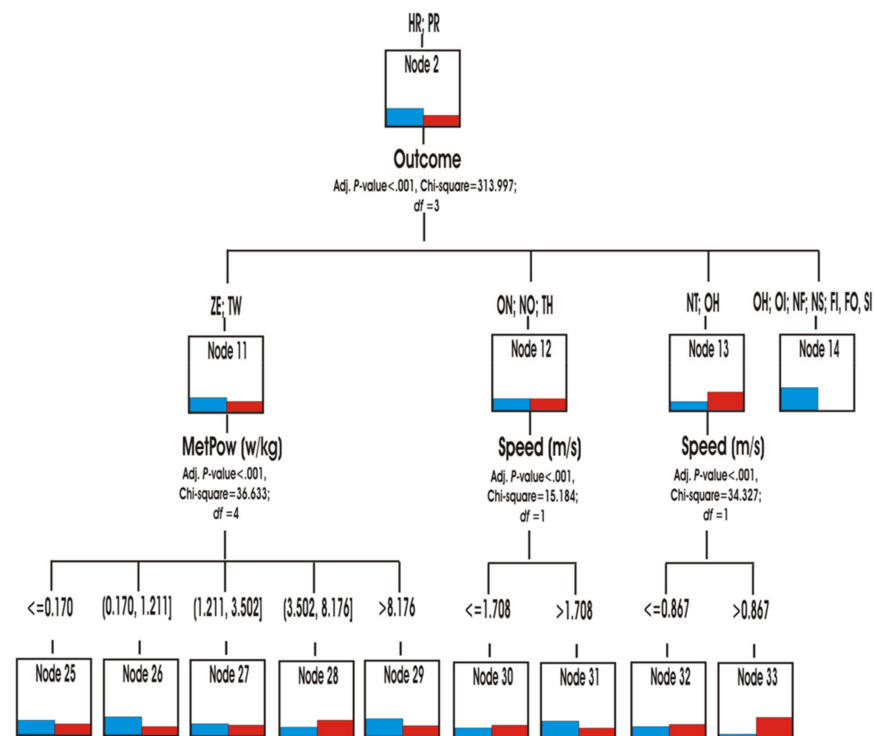 HR; PR
Node 2
Outcome
Adj. P-value<.001, Chi-square=313.997;
df =3
ZE; TW
ON; NO; TH
NT; OH
OH; OI; NF; NS; FI, FO, SI
Node 11
Node 12
Node 13
Node 14
MetPow (w/kg)
Adj. P-value<.001,
Chi-square=36.633;
df =4
Speed (m/s)
Adj. P-value<.001,
Chi-square=15.184;
df =1
Speed (m/s)
Adj. P-value<.001,
Chi-square=34.327;
df =1
<=0.170
(0.170, 1.211]
(1.211, 3.502]
(3.502, 8.176]
>8.176
<=1.708
>1.708
<=0.867
>0.867
Node 25
Node 26
Node 27
Node 28
Node 29
Node 30
Node 31
Node 32
Node 33